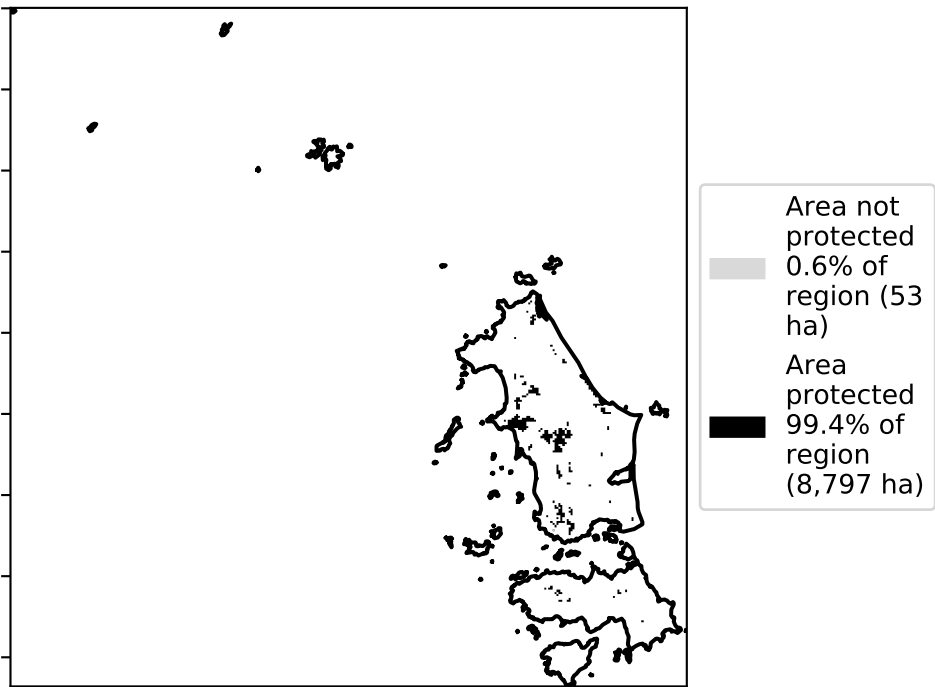 Area not
protected
0.6% of
region (53
ha)
Area
protected
99.4% of
region
(8,797 ha)